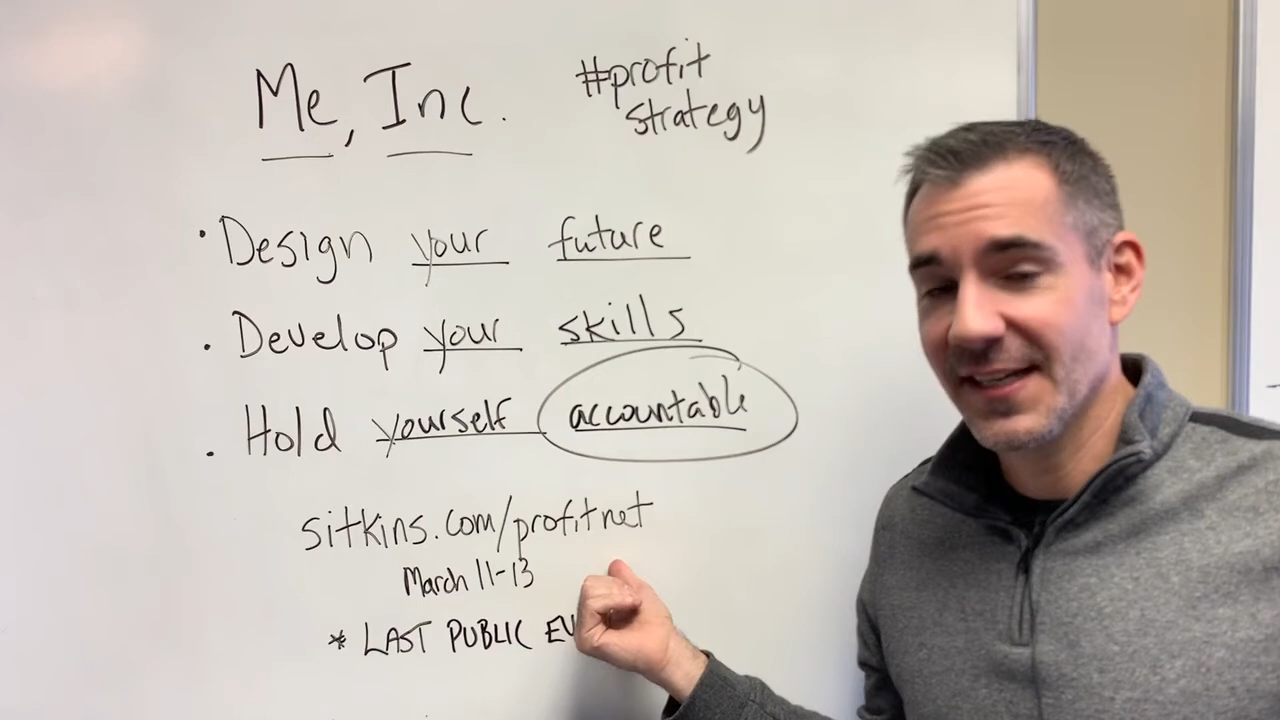 Me, Inc.
#profit
strategy
· Design your future
· Develop your skills
· Hold yourself accountable
sitkins.com/profitnet
March 11-13
* LAST PUBLIC